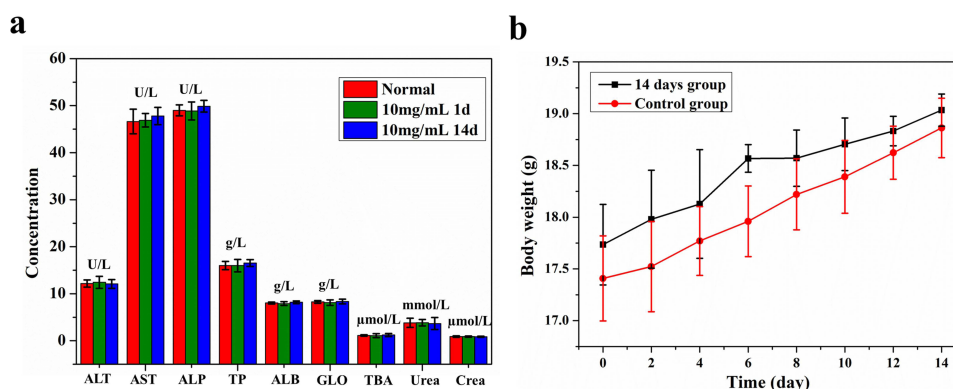 a
Concentration
60
50
40
30
20
10
0
U/L
U/L
U/L
g/L
g/L
g/L
μmol/L
mmol/L
μmol/L
Normal
10mg/mL 1d
10mg/mL 14d
ALT AST ALP TP ALB GLO TBA Urea Crea
b
Body weight (g)
19.5
19.0
18.5
18.0
17.5
17.0
14 days group
Control group
0 2 4 6 8 10 12 14
Time (day)